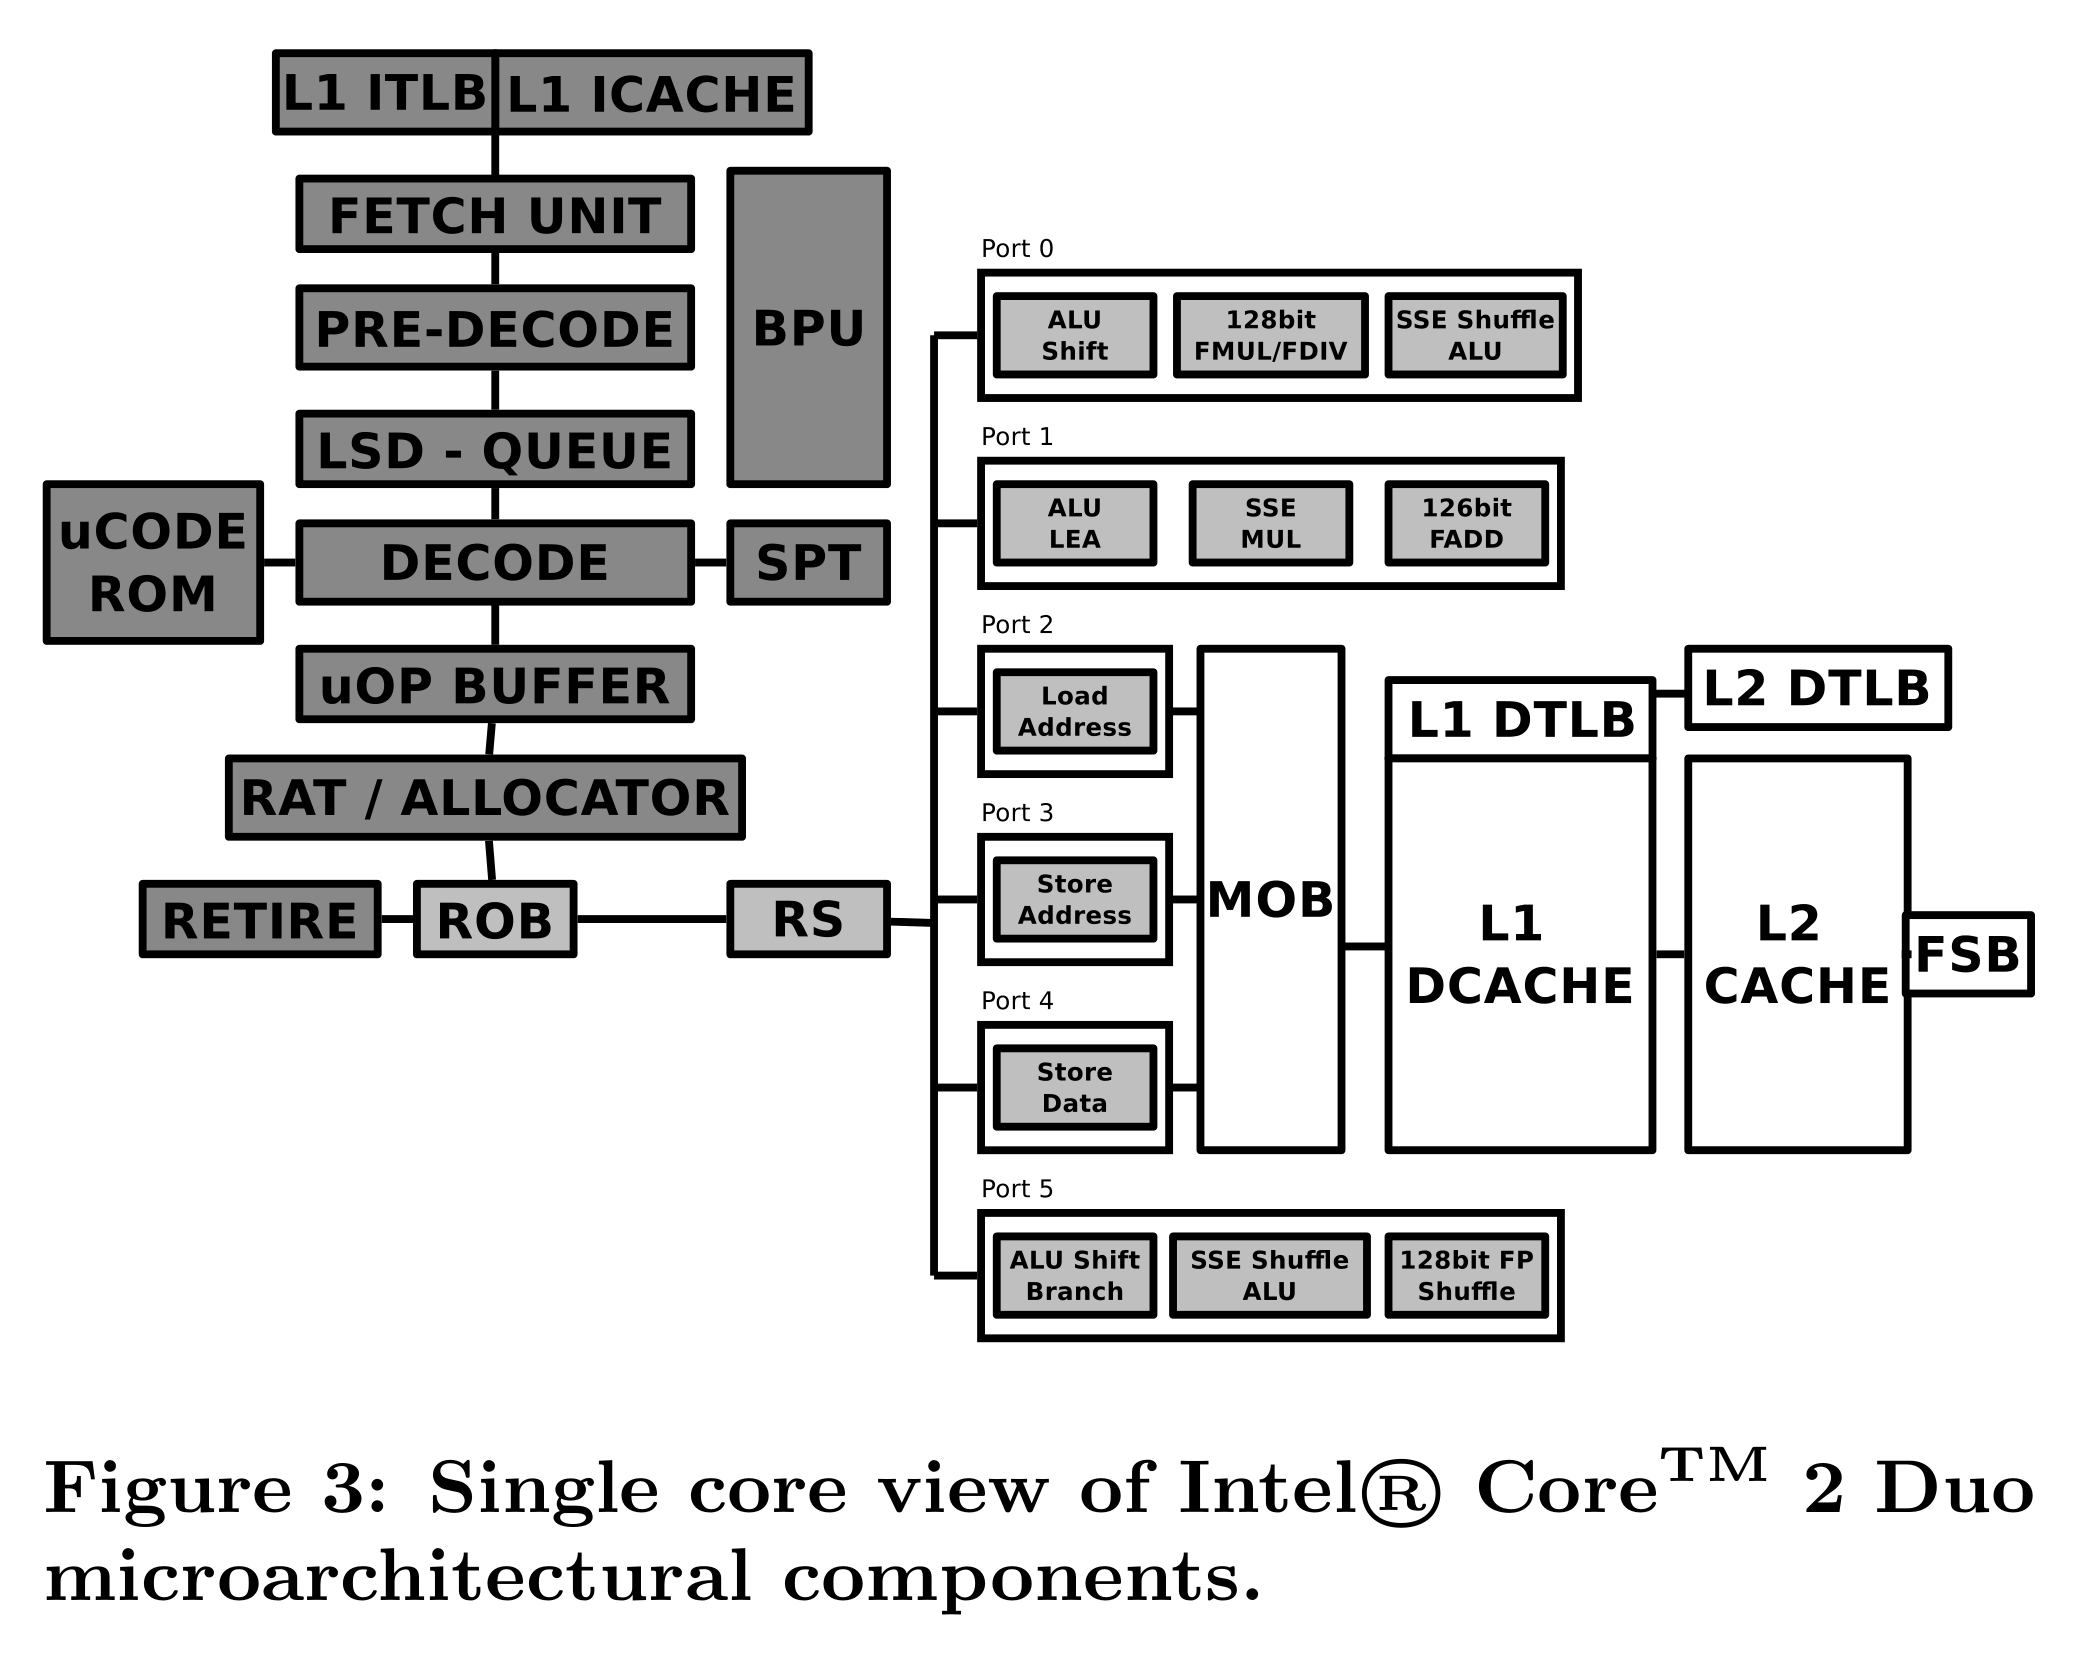 L1 ITLB
L1 ICACHE
FETCH UNIT
PRE-DECODE
BPU
LSD - QUEUE
uCODE
ROM
DECODE
SPT
uOP BUFFER
RAT / ALLOCATOR
RETIRE
ROB
RS
Port 0
ALU
Shift
128bit
FMUL/FDIV
SSE Shuffle
ALU
Port 1
ALU
LEA
SSE
MUL
126bit
FADD
Port 2
Load
Address
Port 3
Store
Address
Port 4
Store
Data
MOB
L1 DTLB
L2 DTLB
L1
DCACHE
L2
CACHE
FSB
Port 5
ALU Shift
Branch
SSE Shuffle
ALU
128bit FP
Shuffle
Figure 3: Single core view of Intel® Core™ 2 Duo
microarchitectural components.